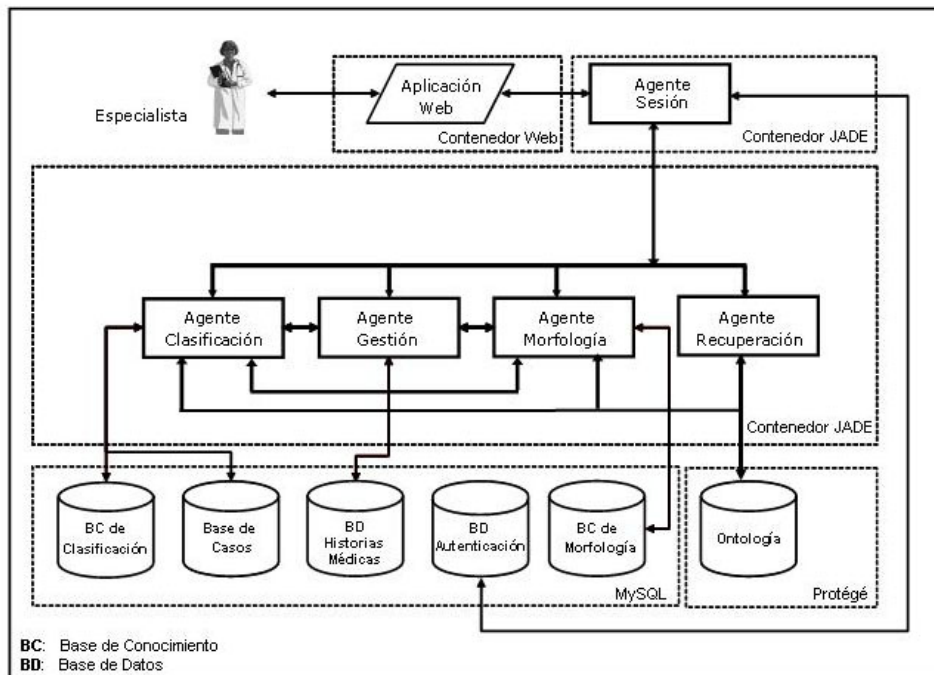 Especialista
Aplicación
Web
Contenedor Web
Agente
Sesión
Contenedor JADE
Agente
Clasificación
Agente
Gestión
Agente
Morfología
Agente
Recuperación
Contenedor JADE
BC de
Clasificación
Base de
Casos
BD
Historias
Médicas
BD
Autenticación
BC de
Morfología
MySQL
Ontología
Protégé
BC: Base de Conocimiento
BD: Base de Datos